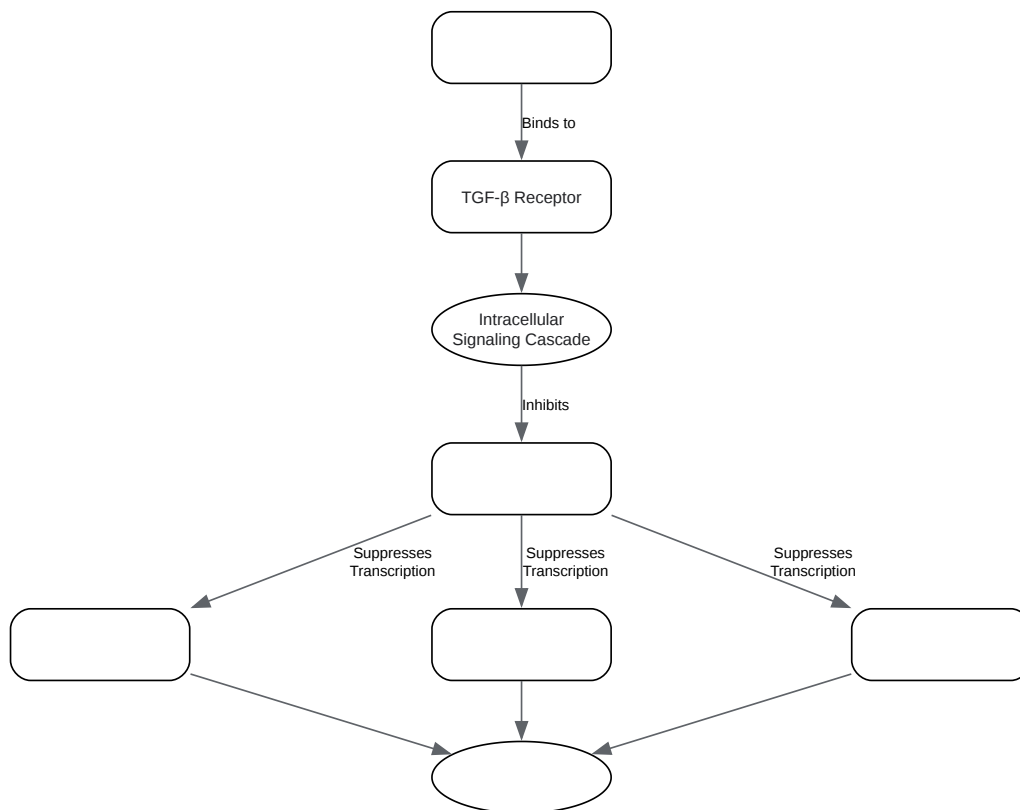 Binds to
TGF-β Receptor
Intracellular
Signaling Cascade
Inhibits
Suppresses
Transcription
Suppresses
Transcription
Suppresses
Transcription